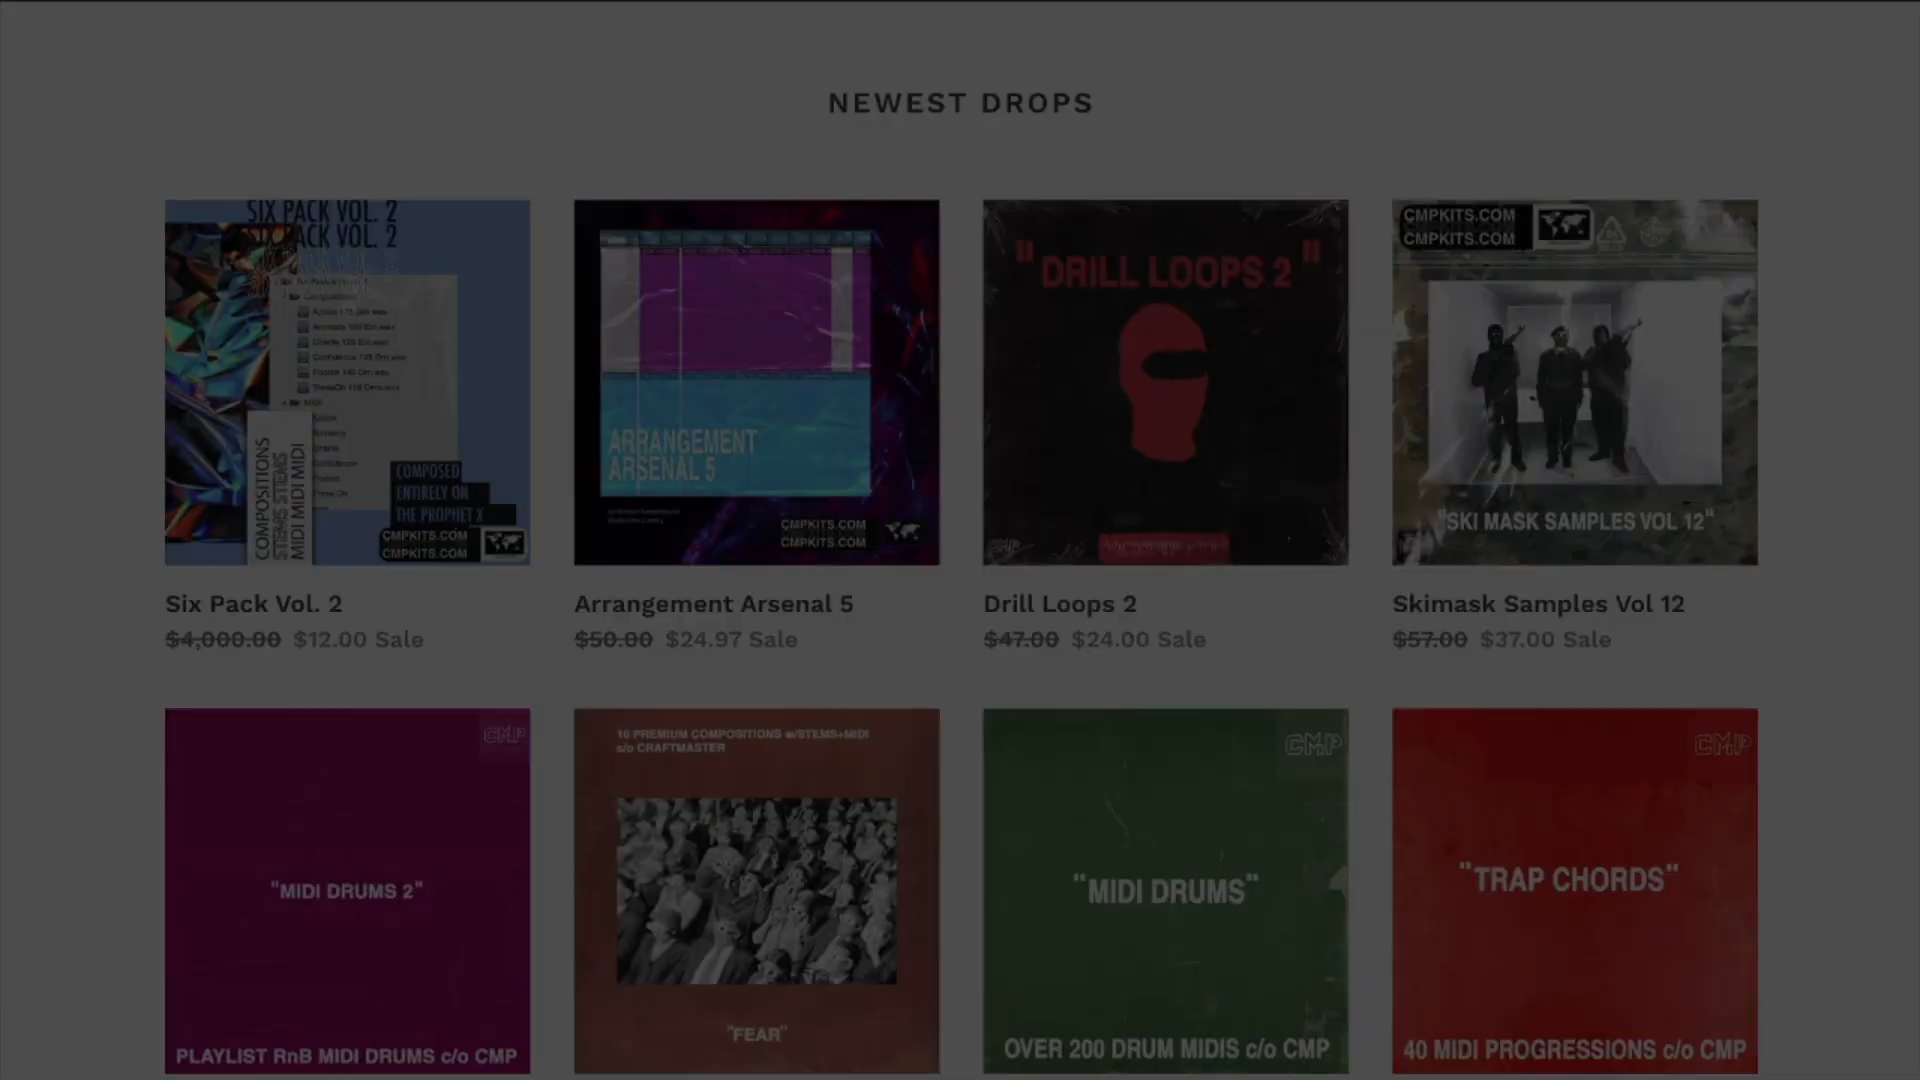 NEWEST DROPS
SIX PACK VOL. 2
SIX PACK VOL. 2
COMPOSITIONS
STEMS STEMS
MIDI MIDI MIDI
COMPOSED
ENTIRELY ON
THE PROPHET X
CMPKITS.COM
CMPKITS.COM
ARRANGEMENT
ARSENAL 5
CMPKITS.COM
CMPKITS.COM
"DRILL LOOPS 2"
CMPKITS.COM
CMPKITS.COM
"SKI MASK SAMPLES VOL 12"
Six Pack Vol. 2
$4,000.00 $12.00 Sale
Arrangement Arsenal 5
$50.00 $24.97 Sale
Drill Loops 2
$47.00 $24.00 Sale
Skimask Samples Vol 12
$57.00 $37.00 Sale
CMP
"MIDI DRUMS 2"
PLAYLIST RnB MIDI DRUMS c/o CMP
10 PREMIUM COMPOSITIONS w/STEMS+MIDI
c/o CRAFTMASTER
"FEAR"
CMP
"MIDI DRUMS"
OVER 200 DRUM MIDIS c/o CMP
CMP
"TRAP CHORDS"
40 MIDI PROGRESSIONS c/o CMP